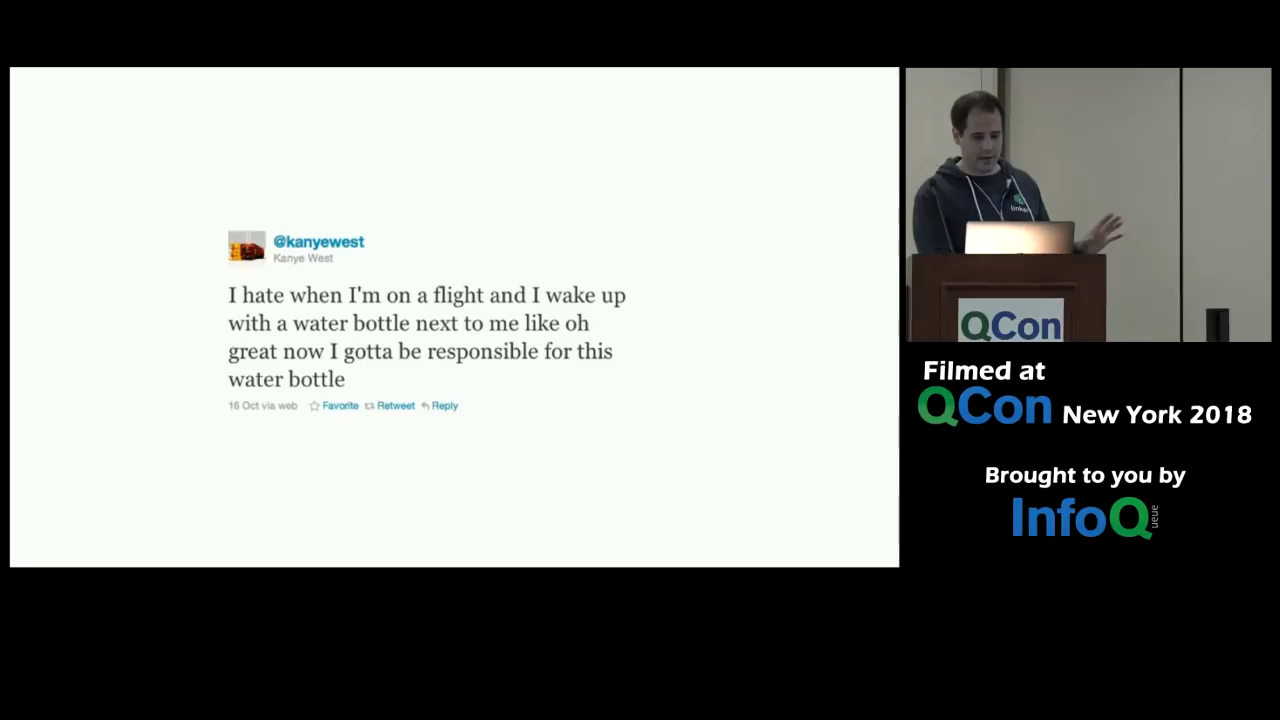 @kanyewest
Kanye West
I hate when I'm on a flight and I wake up
with a water bottle next to me like oh
great now I gotta be responsible for this
water bottle
16 Oct via web Favorite Retweet Reply
linker
QCon
Filmed at
QCon New York 2018
Brought to you by
InfoQ
queue